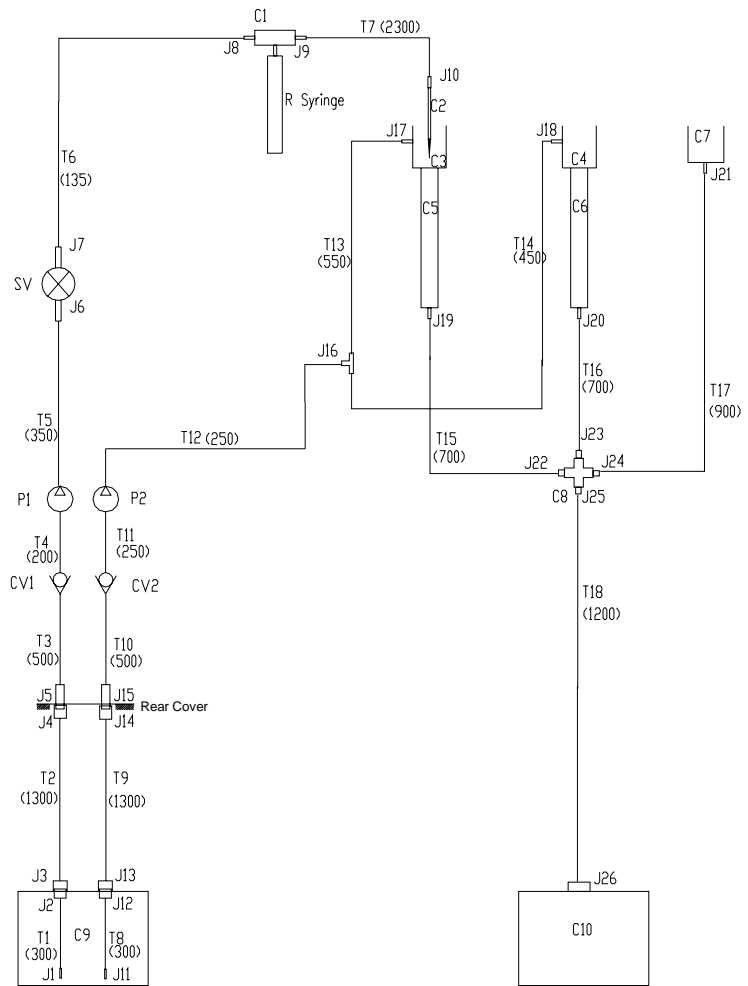 C1
T7 (2300)
J8
J9
J10
R Syringe
C2
J17
J18
C7
C3
C4
J21
T6
(135)
C5
C6
J7
SV
J6
T13
(550)
T14
(450)
J19
J20
J16
T16
(700)
T17
(900)
T5
(350)
T12 (250)
T15
(700)
J23
J22
J24
P1
P2
C8
J25
T4
(200)
T11
(250)
CV1
CV2
T18
(1200)
T3
(500)
T10
(500)
J5
J15
Rear Cover
J4
J14
T2
(1300)
T9
(1300)
J3
J13
J26
J2
J12
T1
(300)
C9
T8
(300)
C10
J1
J11